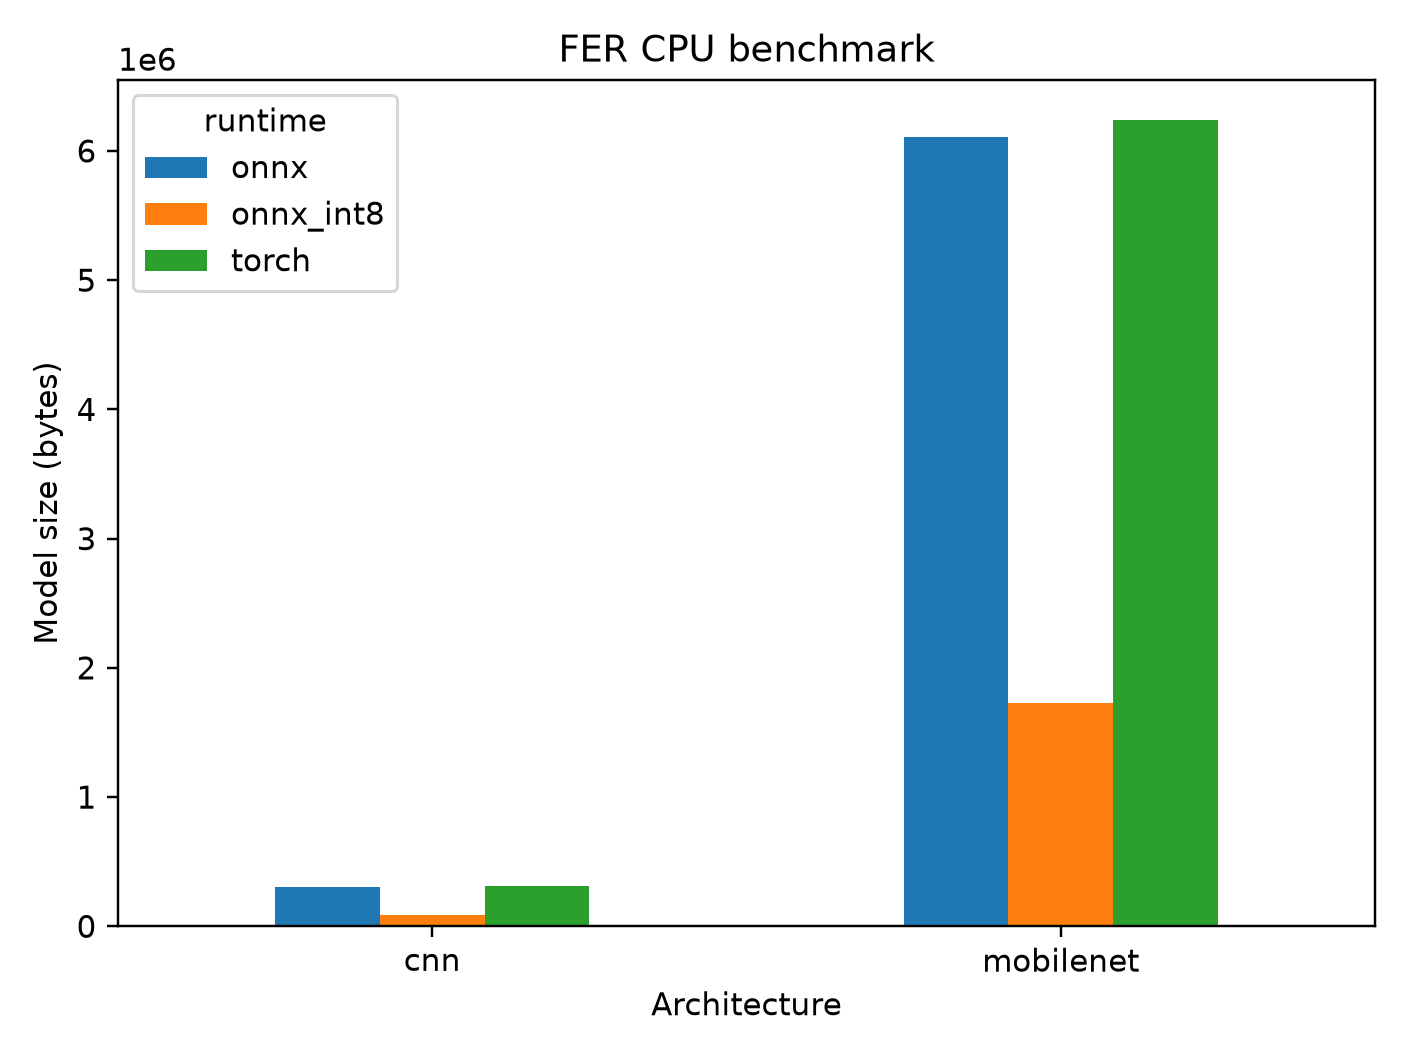 FER CPU benchmark
1e6
runtime
onnx
onnx_int8
torch
6
5
4
3
2
1
0
Model size (bytes)
cnn
mobilenet
Architecture